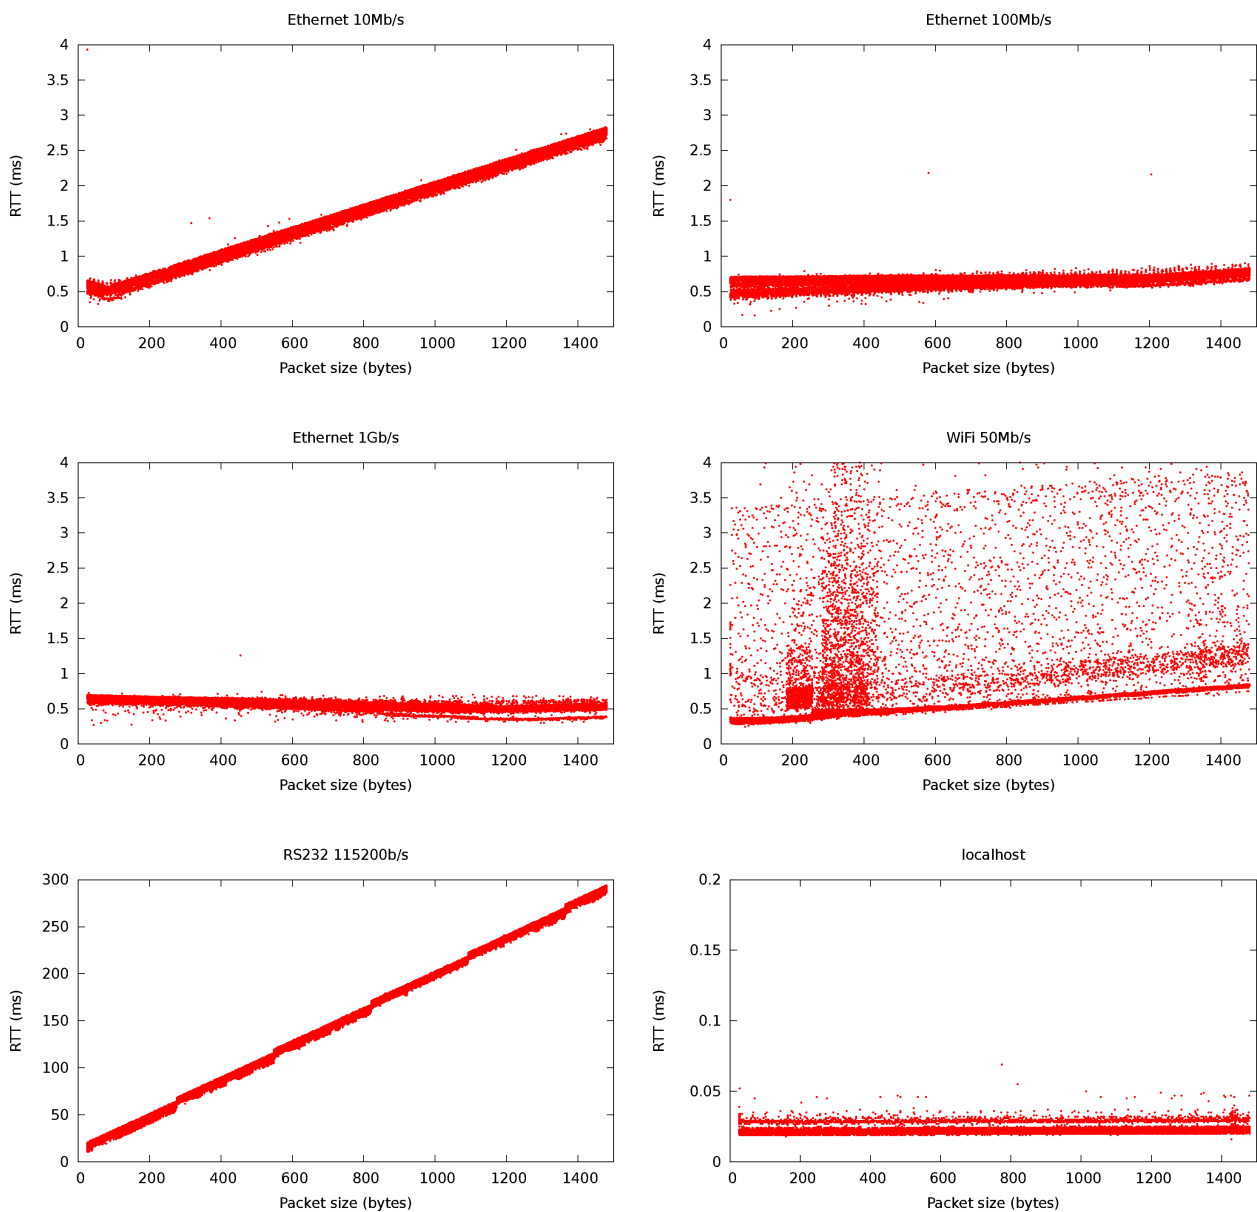 Ethernet 10Mb/s
4
3.5
3
2.5
2
1.5
1
0.5
0
RTT (ms)
0 200 400 600 800 1000 1200 1400
Packet size (bytes)
Ethernet 100Mb/s
4
3.5
3
2.5
2
1.5
1
0.5
0
RTT (ms)
0 200 400 600 800 1000 1200 1400
Packet size (bytes)
Ethernet 1Gb/s
4
3.5
3
2.5
2
1.5
1
0.5
0
RTT (ms)
0 200 400 600 800 1000 1200 1400
Packet size (bytes)
WiFi 50Mb/s
4
3.5
3
2.5
2
1.5
1
0.5
0
RTT (ms)
0 200 400 600 800 1000 1200 1400
Packet size (bytes)
RS232 115200b/s
300
250
200
150
100
50
0
RTT (ms)
0 200 400 600 800 1000 1200 1400
Packet size (bytes)
localhost
0.2
0.15
0.1
0.05
0
RTT (ms)
0 200 400 600 800 1000 1200 1400
Packet size (bytes)